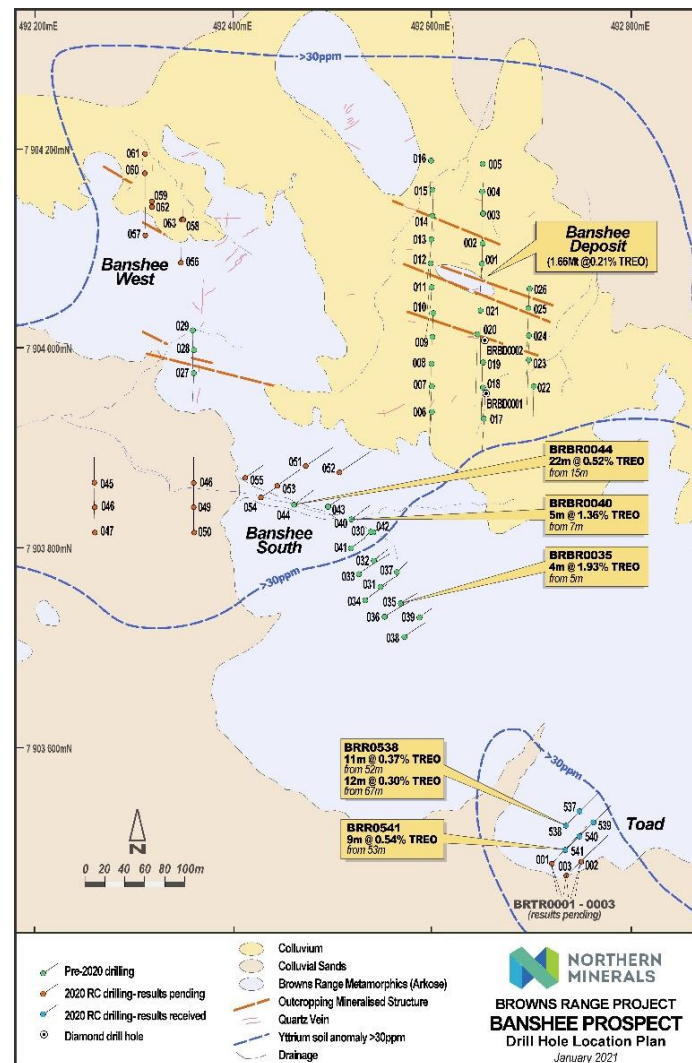 492 200mE
492 400mE
492 600mE
492 800mE
>30ppm
7 904 200mN
061
060
059
062
063
058
057
056
Banshee
West
016
005
015
004
003
014
013
002
012
001
Banshee
Deposit
(1.66Mt @0.21% TREO)
011
026
025
010
021
020
024
009
BRBD0002
019
023
008
018
007
022
BRBD0001
006
017
029
7 904 000mN
028
027
045
046
055
051
052
053
054
044
043
BRBR0044
22m @ 0.52% TREO
from 15m
046
049
040
BRBR0040
5m @ 1.36% TREO
from 7m
047
050
Banshee
South
030
042
041
7 903 800mN
032
033
037
031
BRBR0035
4m @ 1.93% TREO
from 5m
034
035
036
039
038
>30ppm
7 903 600mN
BRR0538
11m @ 0.37% TREO
from 52m
12m @ 0.30% TREO
from 67m
>30ppm
537
538
539
540
Toad
BRR0541
9m @ 0.54% TREO
from 53m
541
001
003
002
BRTR0001 - 0003
(results pending)
N
0 20 40 60 80 100m
Pre-2020 drilling
2020 RC drilling-results pending
2020 RC drilling-results received
Diamond drill hole
Colluvium
Colluvial Sands
Browns Range Metamorphics (Arkose)
Outcropping Mineralised Structure
Quartz Vein
Yttrium soil anomaly >30ppm
Drainage
NORTHERN
MINERALS
BROWNS RANGE PROJECT
BANSHEE PROSPECT
Drill Hole Location Plan
January 2021